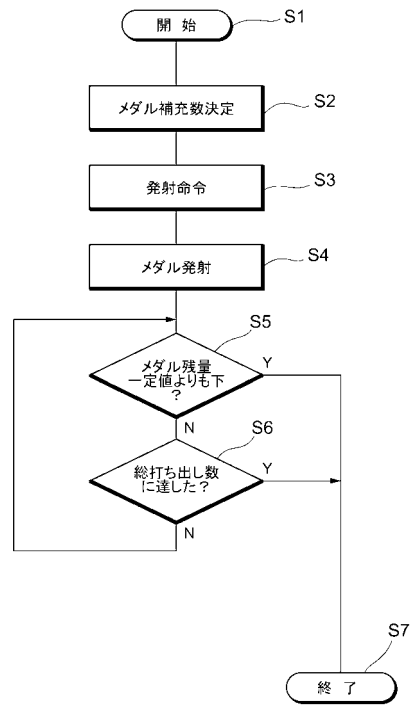 開 始
S1
メダル補充数決定
S2
発射命令
S3
メダル発射
S4
S5
メダル残量
一定値よりも下
?
Y
N
S6
総打ち出し数
に達した?
Y
N
S7
終 了